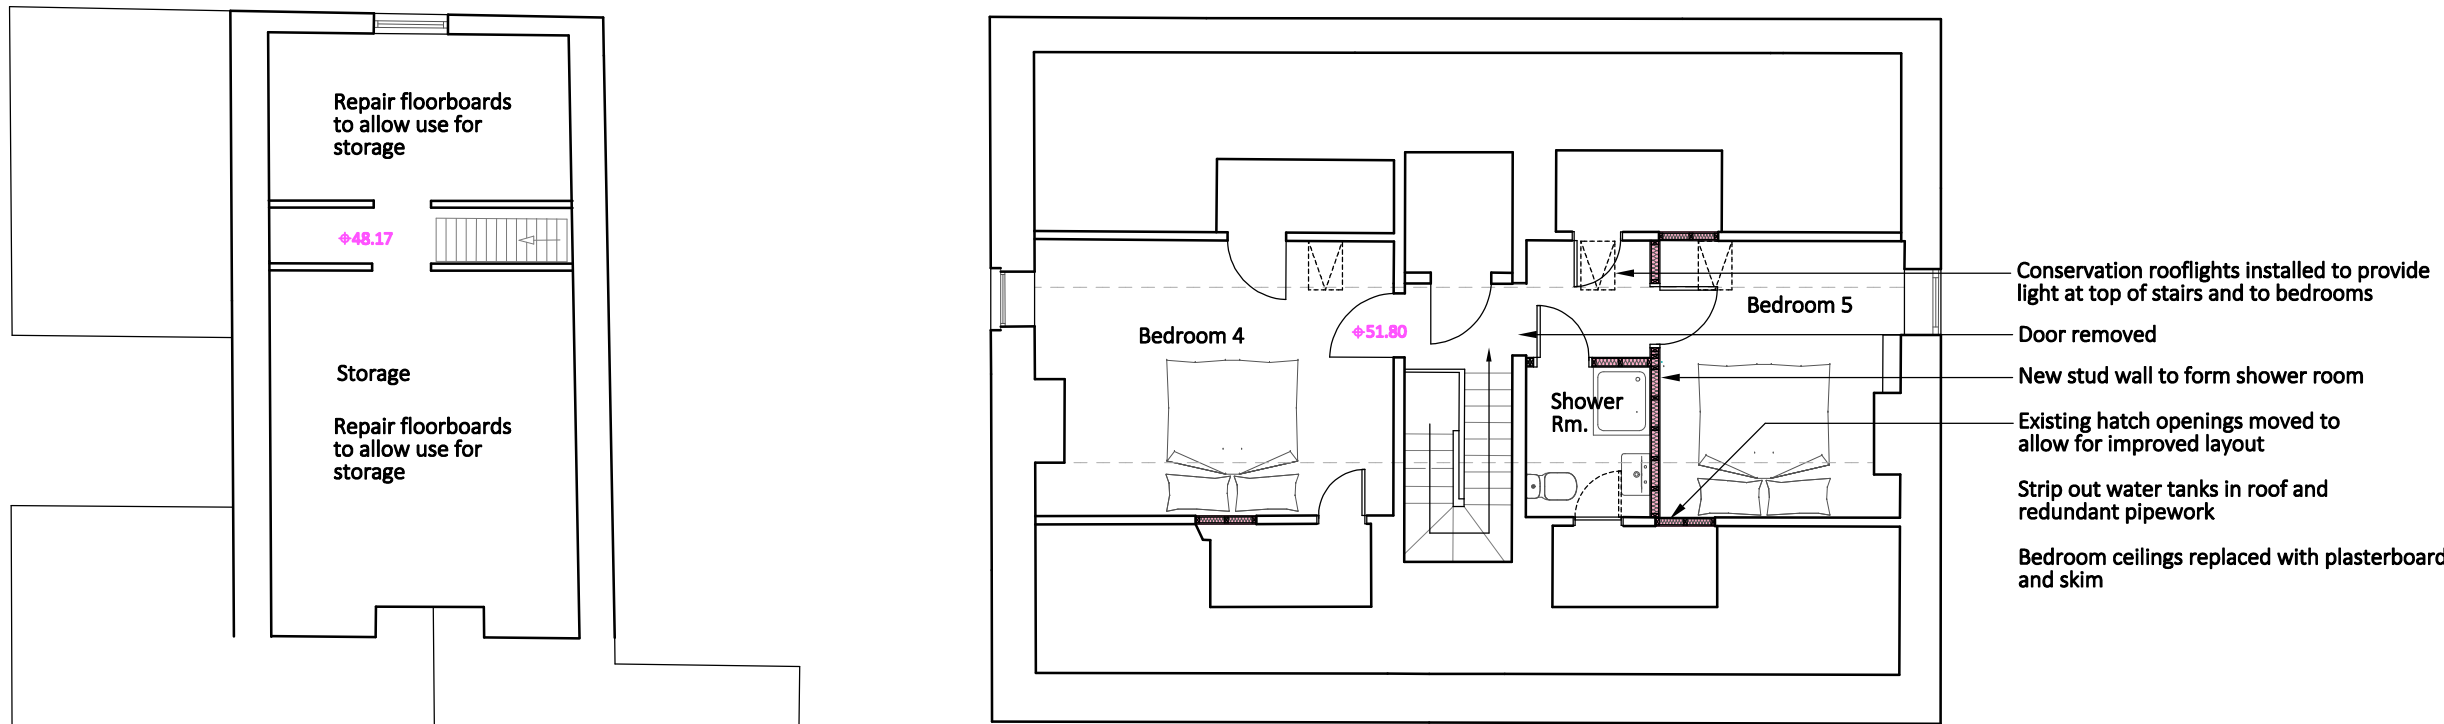 Repair floorboards
to allow use for
storage
48.17
Storage
Repair floorboards
to allow use for
storage
Bedroom 4
51.80
Bedroom 5
Shower
Rm.
Conservation rooflights installed to provide
light at top of stairs and to bedrooms
Door removed
New stud wall to form shower room
Existing hatch openings moved to
allow for improved layout
Strip out water tanks in roof and
redundant pipework
Bedroom ceilings replaced with plasterboard
and skim